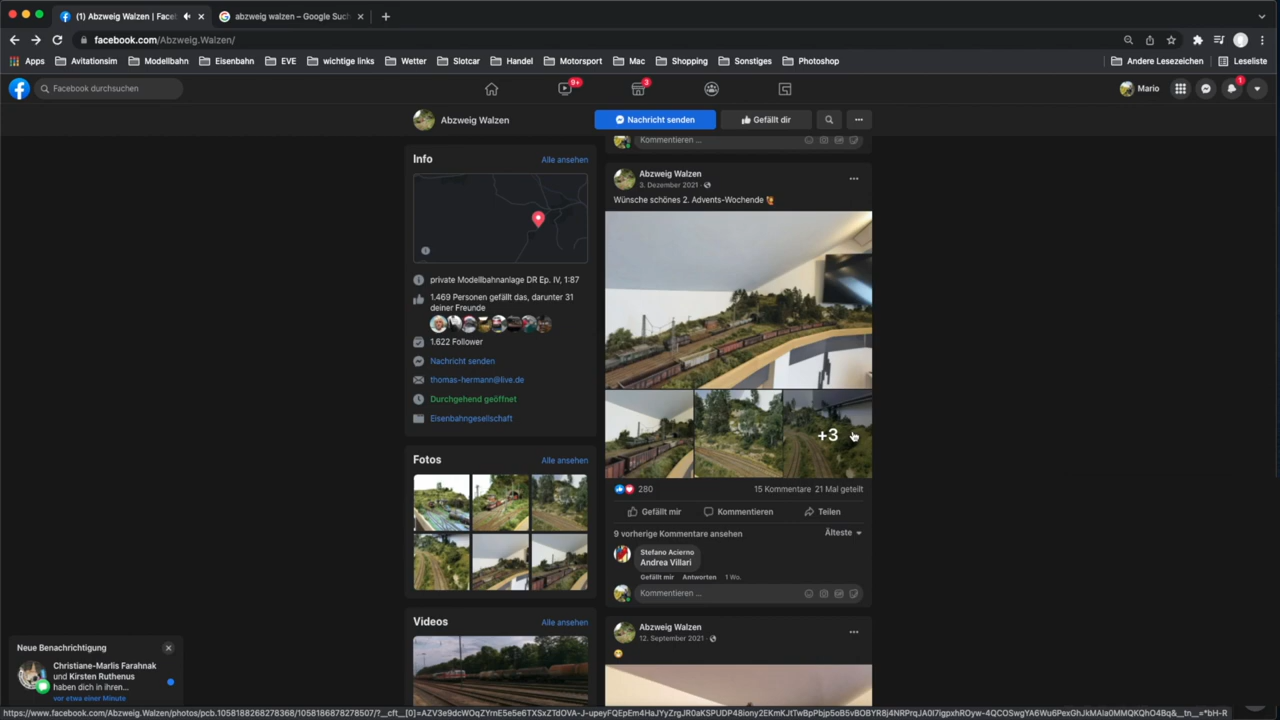 (1) Abzweig Walzen | Facel
abzweig walzen – Google Such
facebook.com/Abzweig.Walzen/
Apps
Avitationsim
Modellbahn
Eisenbahn
EVE
wichtige links
Wetter
Slotcar
Handel
Motorsport
Mac
Shopping
Sonstiges
Photoshop
Andere Lesezeichen
Leseliste
Facebook durchsuchen
9+
3
Mario
1
Abzweig Walzen
Nachricht senden
Gefällt dir
Info
Alle ansehen
private Modellbahnanlage DR Ep. IV, 1:87
1.469 Personen gefällt das, darunter 31
deiner Freunde
1.622 Follower
Nachricht senden
thomas-hermann@live.de
Durchgehend geöffnet
Eisenbahngesellschaft
Fotos
Alle ansehen
Videos
Alle ansehen
Kommentieren ...
Abzweig Walzen
3. Dezember 2021
Wünsche schönes 2. Advents-Wochende
+3
280
15 Kommentare 21 Mal geteilt
Gefällt mir
Kommentieren
Teilen
9 vorherige Kommentare ansehen
Älteste
Stefano Acierno
Andrea Villari
Gefällt mir Antworten 1 Wo.
Kommentieren ...
Abzweig Walzen
12. September 2021
Neue Benachrichtigung
Christiane-Marlis Farahnak
und Kirsten Ruthenus
haben dich in ihren...
vor etwa einer Minute